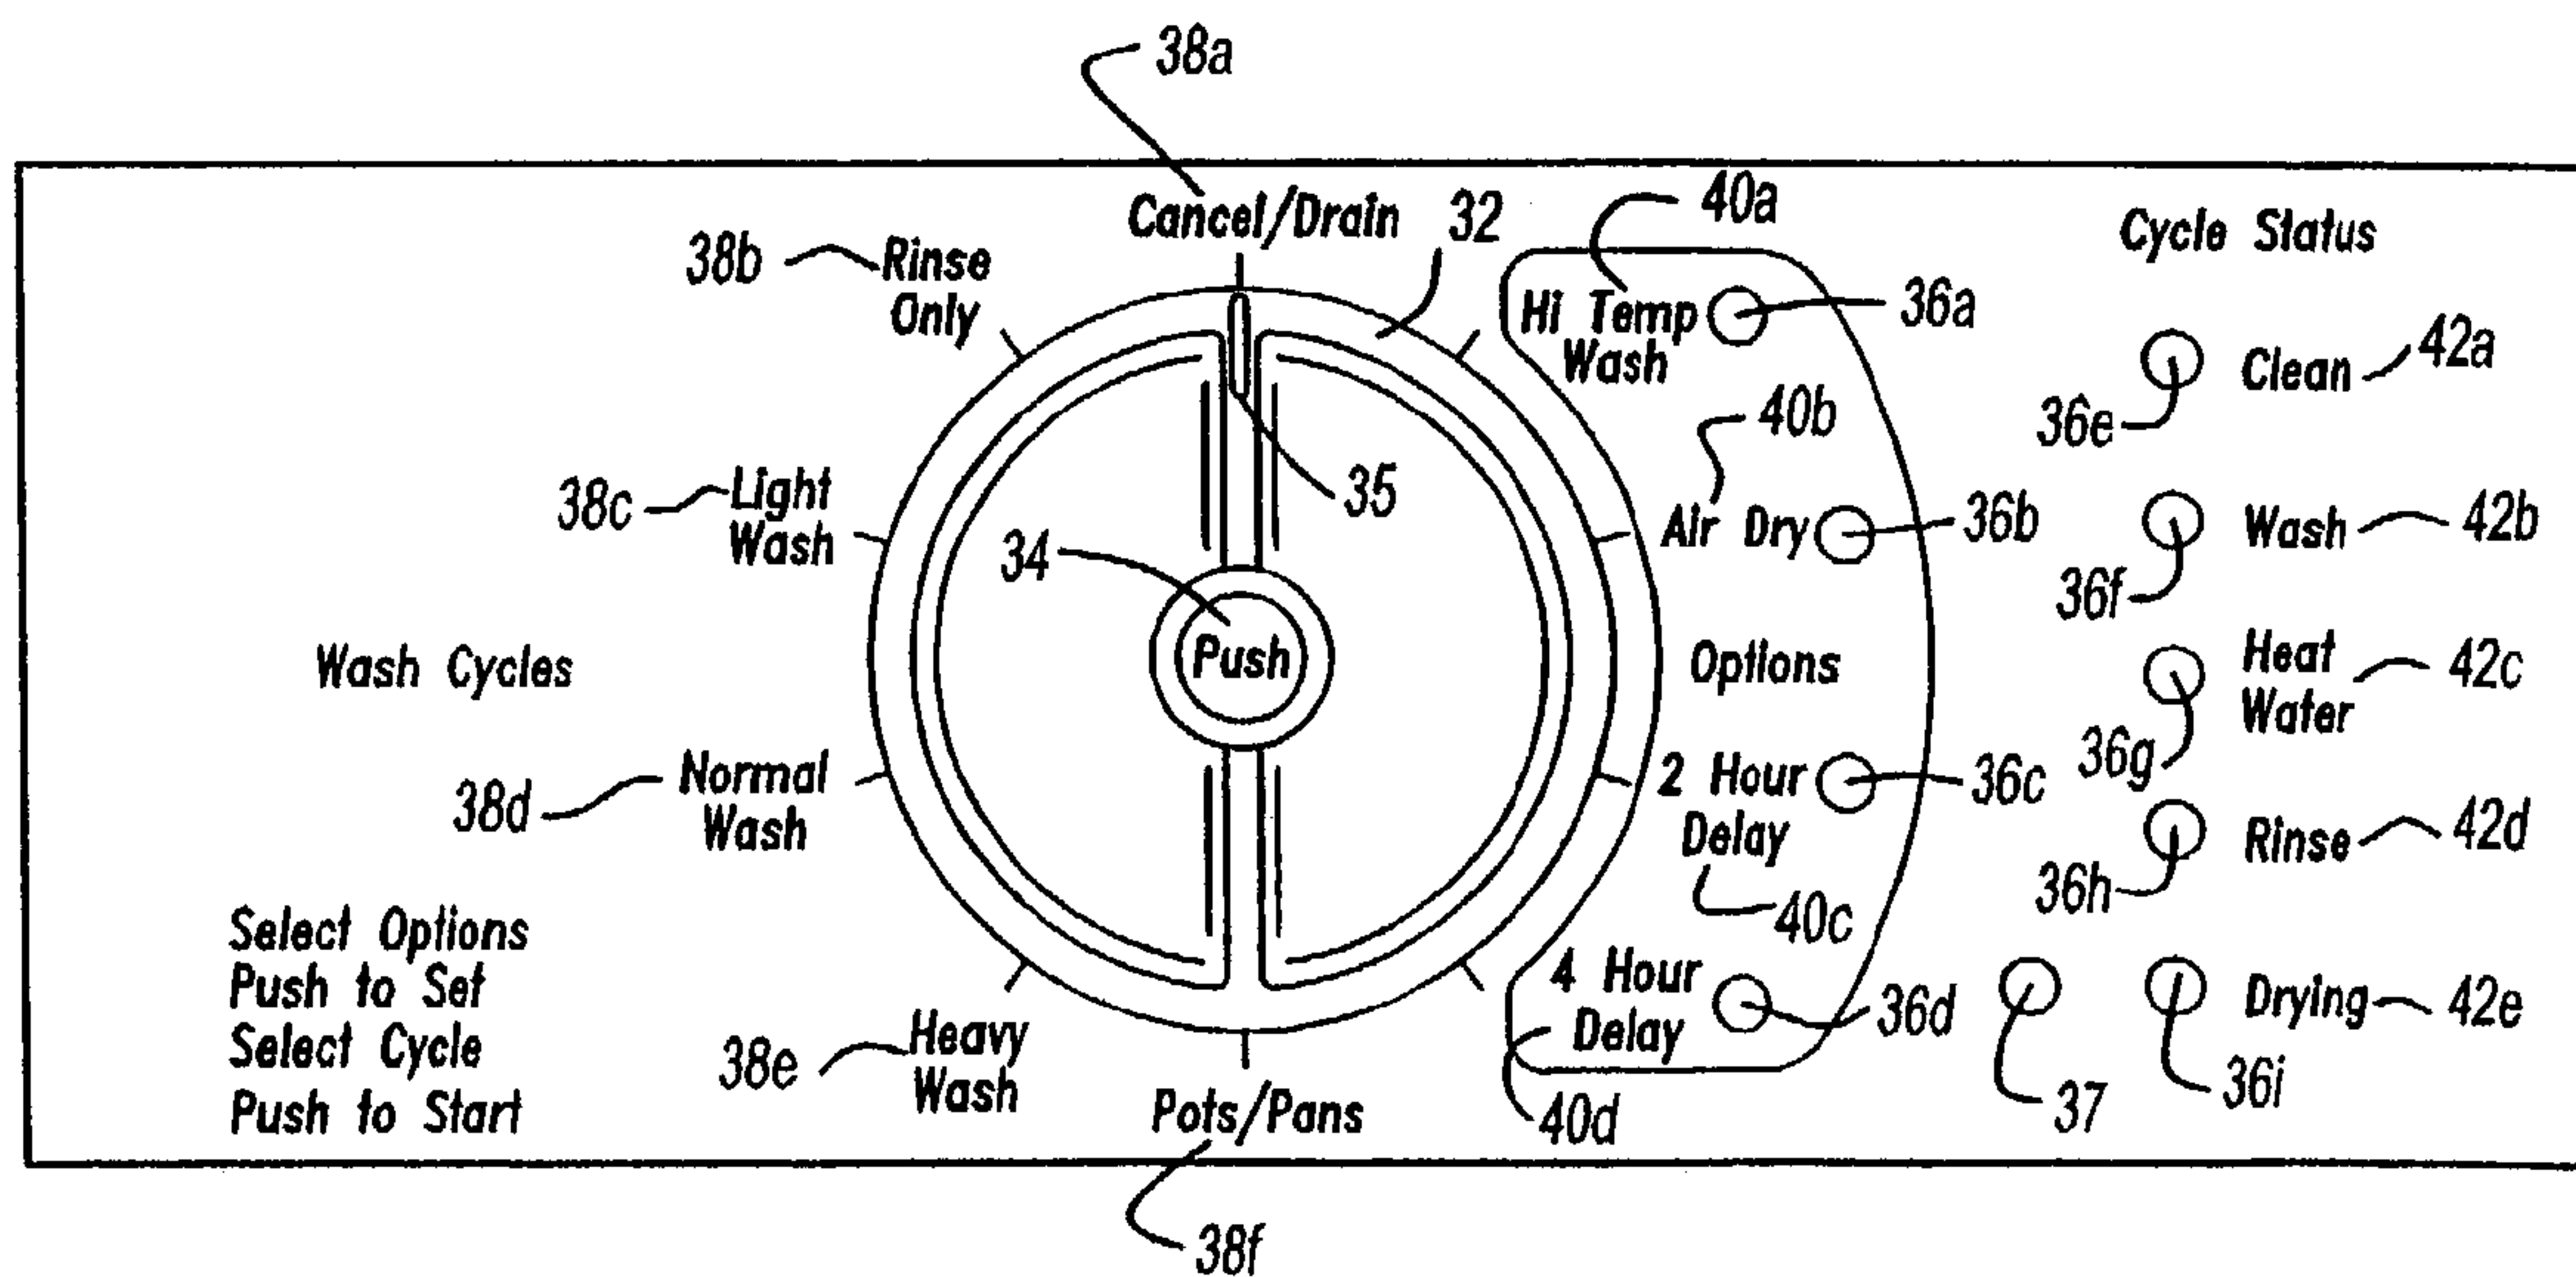 38a
Cancel/Drain
32
40a
Cycle Status
38b
Rinse
Only
Hi Temp
Wash
36a
Clean
42a
36e
40b
38c
Light
Wash
35
34
Air Dry
36b
Wash
42b
36f
Wash Cycles
Push
Options
Heat
Water
42c
36g
38d
Normal
Wash
2 Hour
Delay
36c
40c
Rinse
42d
36h
Select Options
Push to Set
Select Cycle
Push to Start
38e
Heavy
Wash
Pots/Pans
4 Hour
Delay
36d
40d
37
36i
Drying
42e
38f